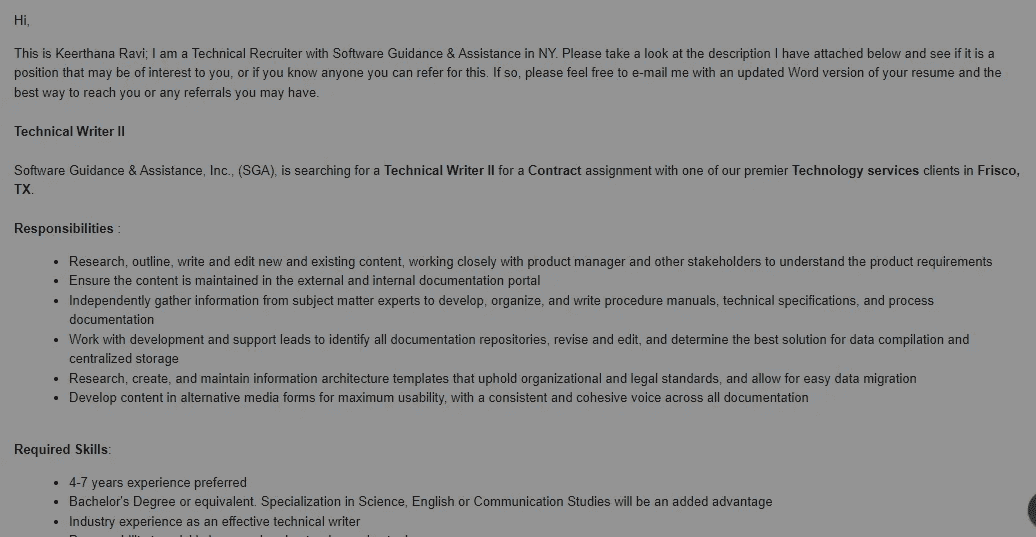 Hi,
This is Keerthana Ravi; I am a Technical Recruiter with Software Guidance & Assistance in NY. Please take a look at the description I have attached below and see if it is a
position that may be of interest to you, or if you know anyone you can refer for this. If so, please feel free to e-mail me with an updated Word version of your resume and the
best way to reach you or any referrals you may have.
Technical Writer II
Software Guidance & Assistance, Inc., (SGA), is searching for a Technical Writer II for a Contract assignment with one of our premier Technology services clients in Frisco,
TX.
Responsibilities :
• Research, outline, write and edit new and existing content, working closely with product manager and other stakeholders to understand the product requirements
• Ensure the content is maintained in the external and internal documentation portal
• Independently gather information from subject matter experts to develop, organize, and write procedure manuals, technical specifications, and process
documentation
• Work with development and support leads to identify all documentation repositories, revise and edit, and determine the best solution for data compilation and
centralized storage
• Research, create, and maintain information architecture templates that uphold organizational and legal standards, and allow for easy data migration
• Develop content in alternative media forms for maximum usability, with a consistent and cohesive voice across all documentation
Required Skills:
• 4-7 years experience preferred
• Bachelor's Degree or equivalent. Specialization in Science, English or Communication Studies will be an added advantage
• Industry experience as an effective technical writer